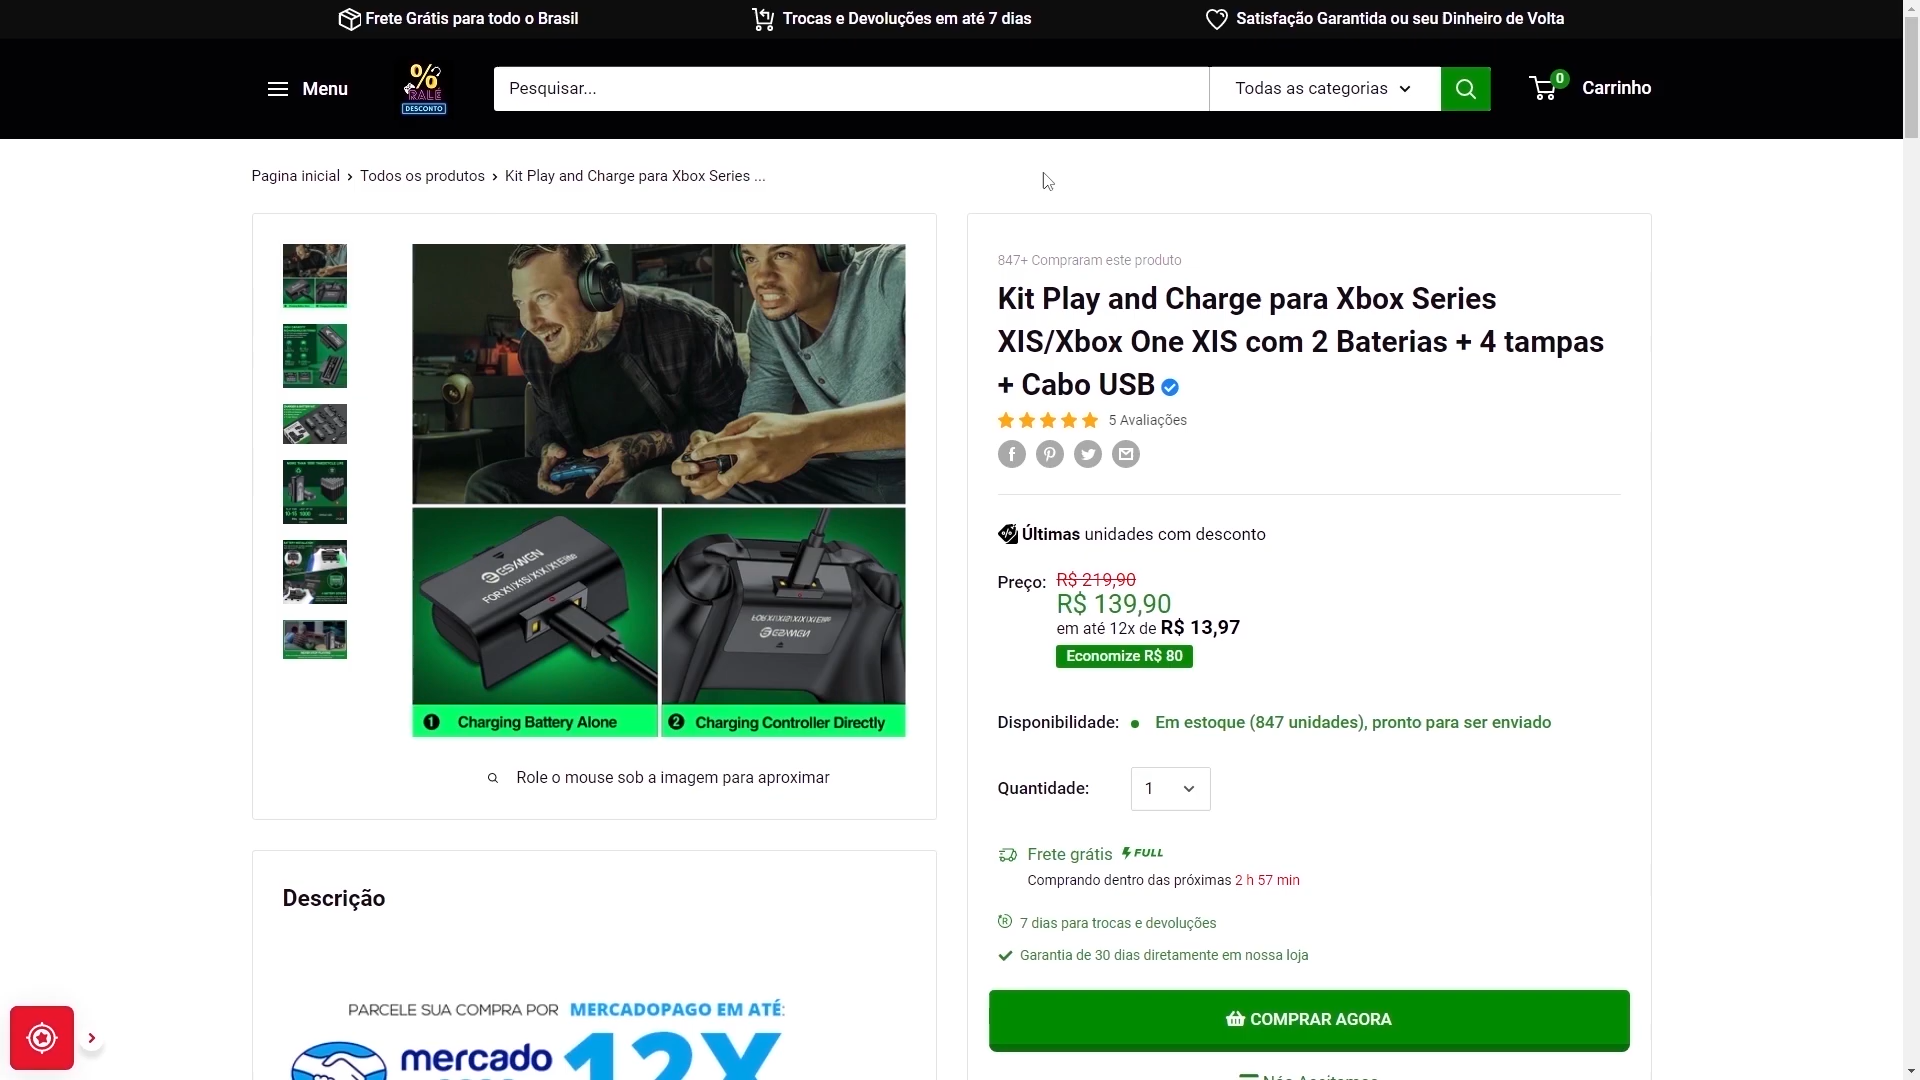 Frete Grátis para todo o Brasil
Trocas e Devoluções em até 7 dias
Satisfação Garantida ou seu Dinheiro de Volta
Menu
%
RALÉ
DESCONTO
Pesquisar...
Todas as categorias
0
Carrinho
Pagina inicial
Todos os produtos
Kit Play and Charge para Xbox Series ...
847+ Compraram este produto
Kit Play and Charge para Xbox Series
XIS/Xbox One XIS com 2 Baterias + 4 tampas
+ Cabo USB
5 Avaliações
Últimas unidades com desconto
Preço: R$ 219,90
R$ 139,90
em até 12x de R$ 13,97
Economize R$ 80
Disponibilidade: Em estoque (847 unidades), pronto para ser enviado
Quantidade: 1
Frete grátis FULL
Comprando dentro das próximas 2 h 57 min
7 dias para trocas e devoluções
Garantia de 30 dias diretamente em nossa loja
COMPRAR AGORA
FOR X1/X1S/X1X/X1 Elite
1 Charging Battery Alone
2 Charging Controller Directly
Role o mouse sob a imagem para aproximar
Descrição
PARCELE SUA COMPRA POR MERCADOPAGO EM ATÉ:
mercado
12X